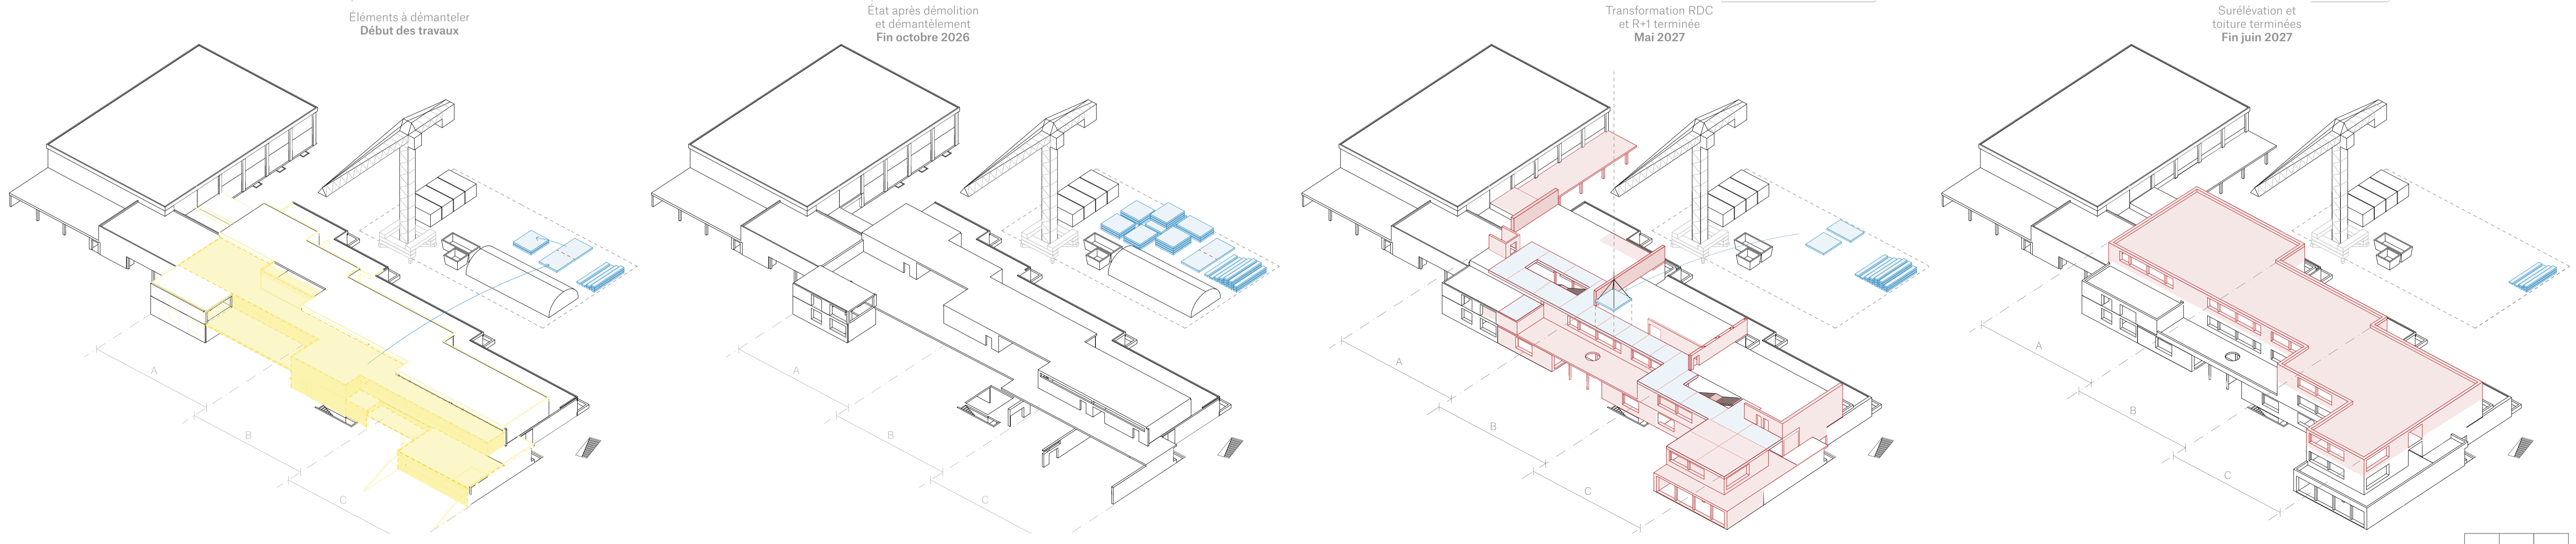 Éléments à démanteler
Début des travaux
État après démolition
et démantèlement
Fin octobre 2026
Transformation RDC
et R+1 terminée
Mai 2027
Surélévation et
toiture terminées
Fin juin 2027
A
B
C
A
B
C
A
B
C
A
B
C